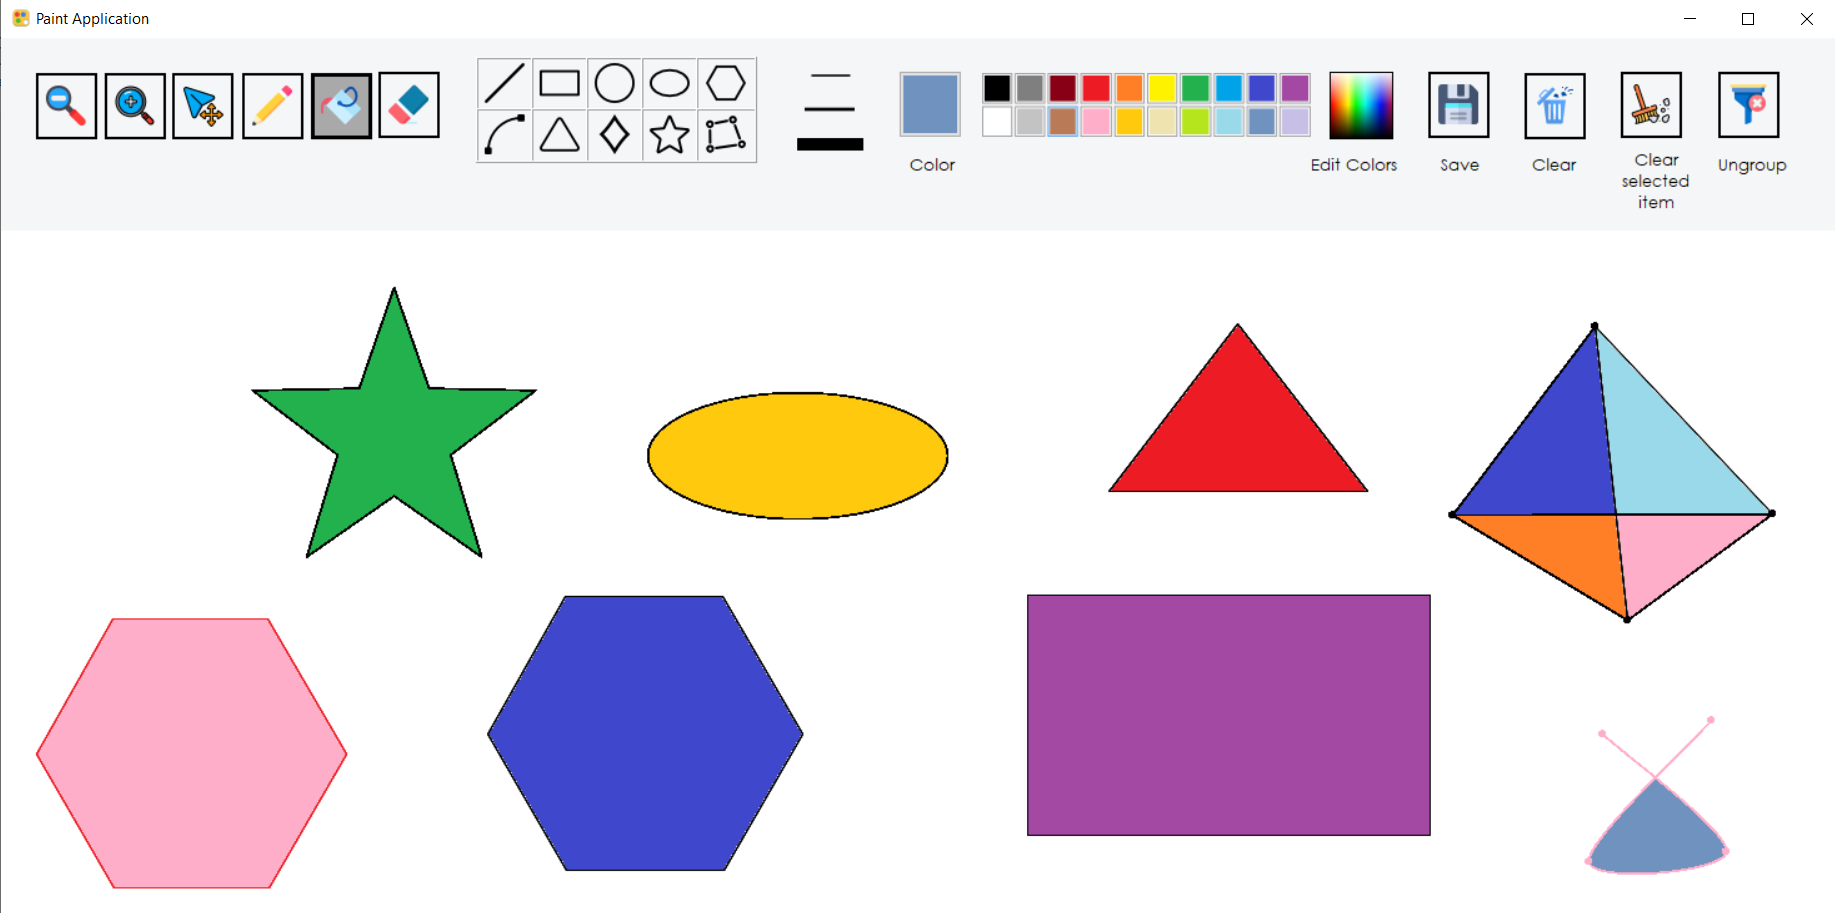 Paint Application
Color
Edit Colors
Save
Clear
Clear
selected
item
Ungroup